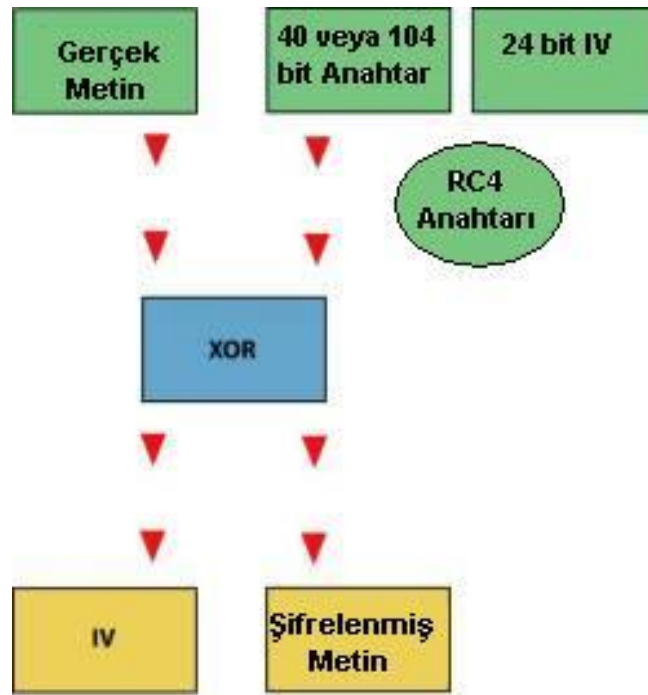 Gerçek
Metin
40 veya 104
bit Anahtar
24 bit IV
RC4
Anahtarı
XOR
IV
Şifrelenmiş
Metin